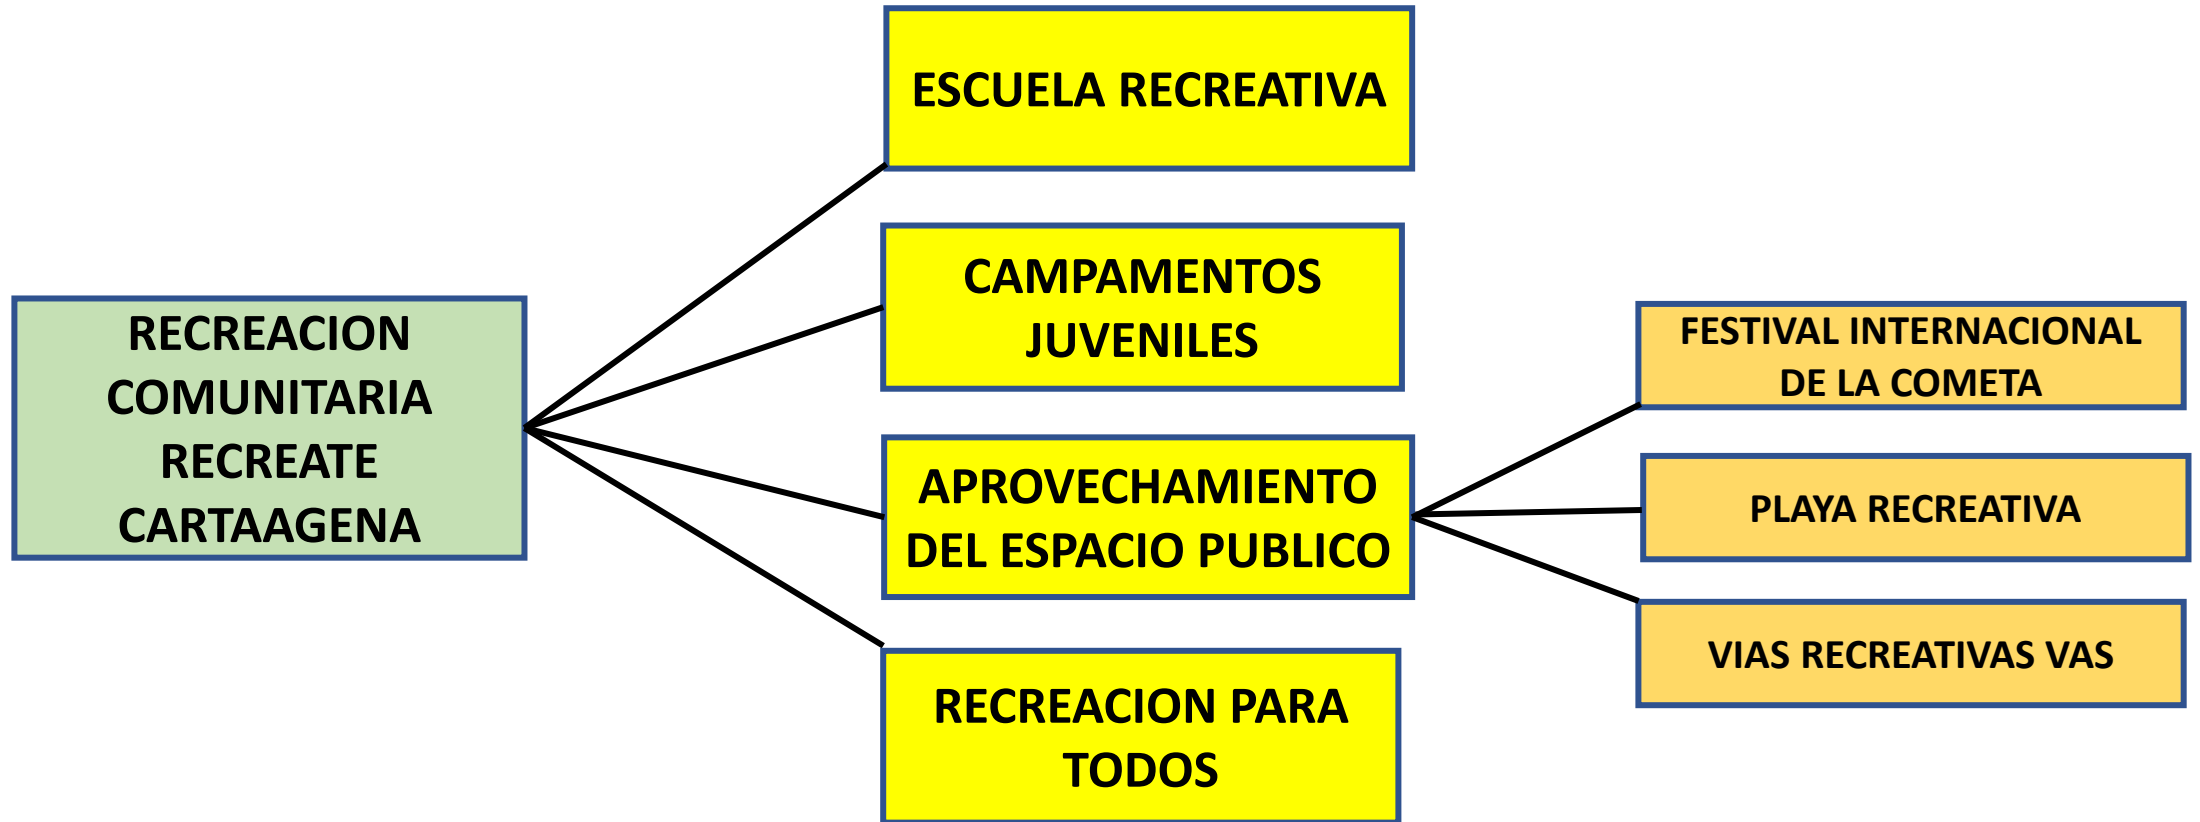 RECREACION
COMUNITARIA
RECREATE
CARTAAGENA
ESCUELA RECREATIVA
CAMPAMENTOS
JUVENILES
APROVECHAMIENTO
DEL ESPACIO PUBLICO
RECREACION PARA
TODOS
FESTIVAL INTERNACIONAL
DE LA COMETA
PLAYA RECREATIVA
VIAS RECREATIVAS VAS